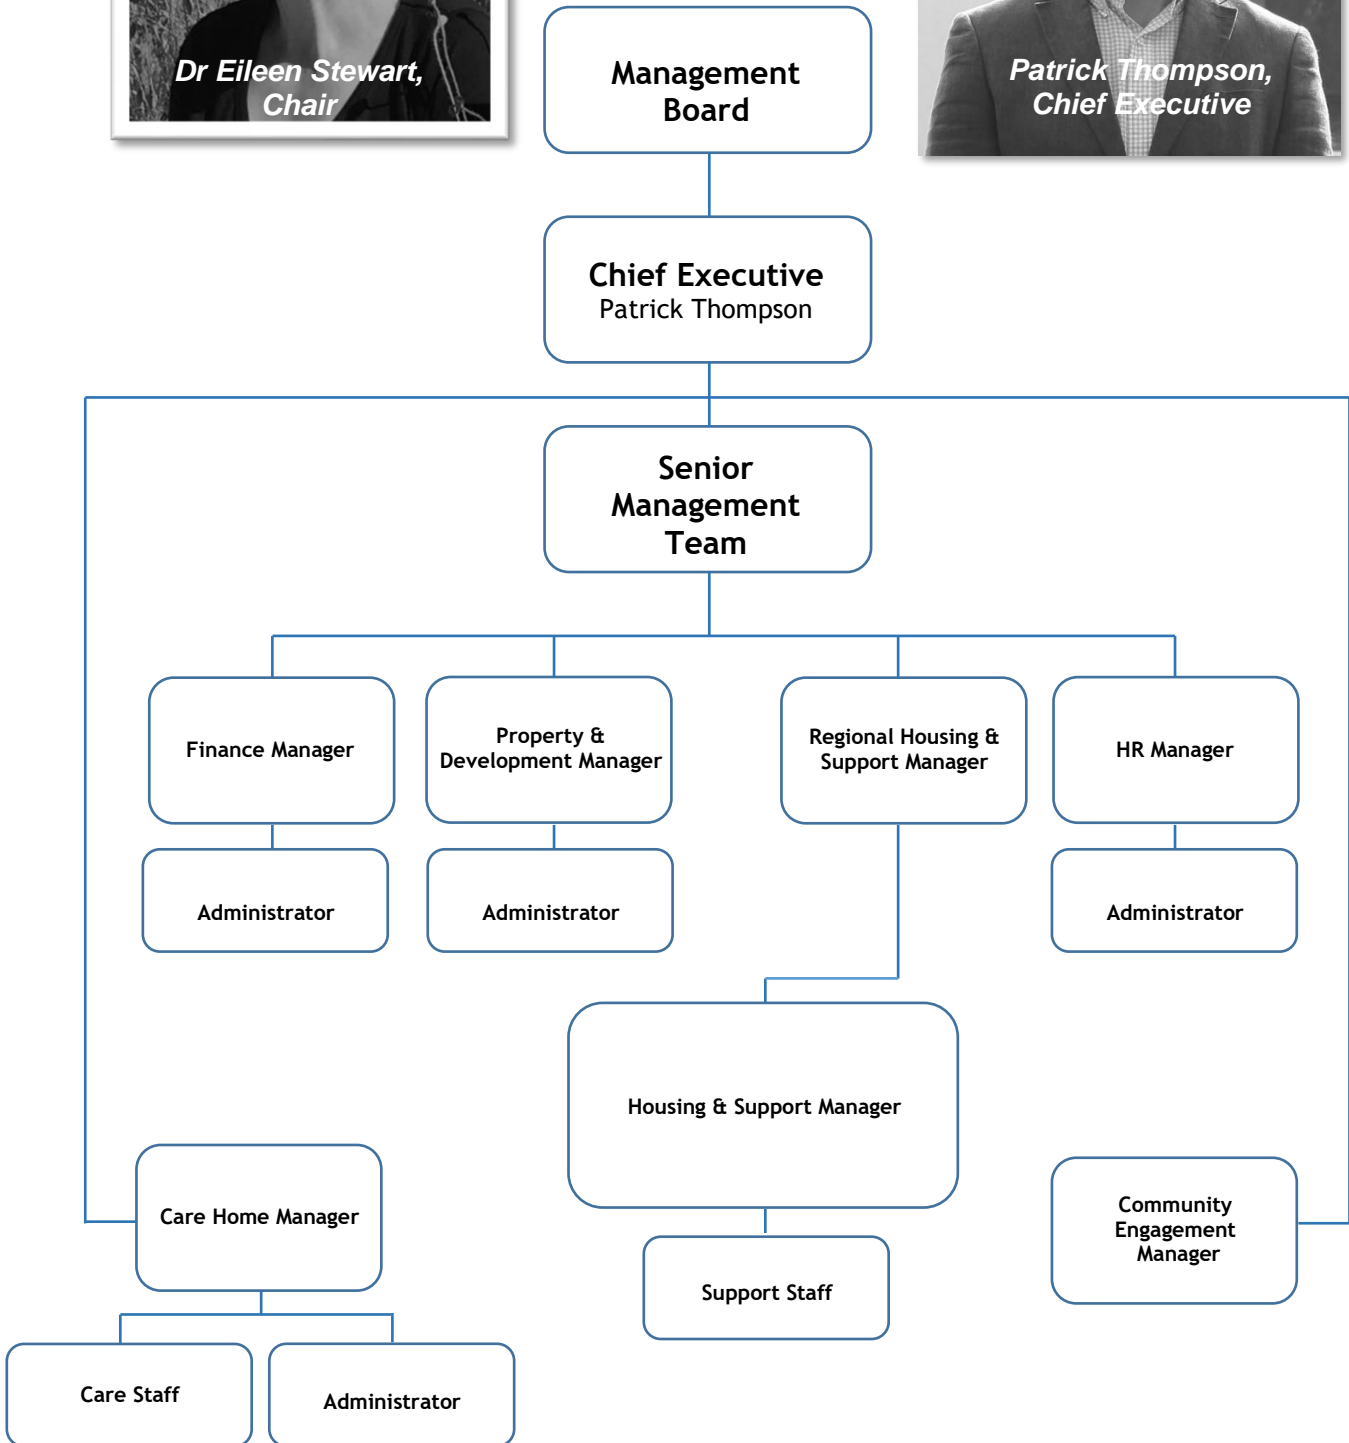 Dr Eileen Stewart,
Chair
Management
Board
Patrick Thompson,
Chief Executive
Chief Executive
Patrick Thompson
Senior
Management
Team
Finance Manager
Property &
Development Manager
Regional Housing &
Support Manager
HR Manager
Administrator
Administrator
Administrator
Housing & Support Manager
Care Home Manager
Community
Engagement
Manager
Support Staff
Care Staff
Administrator